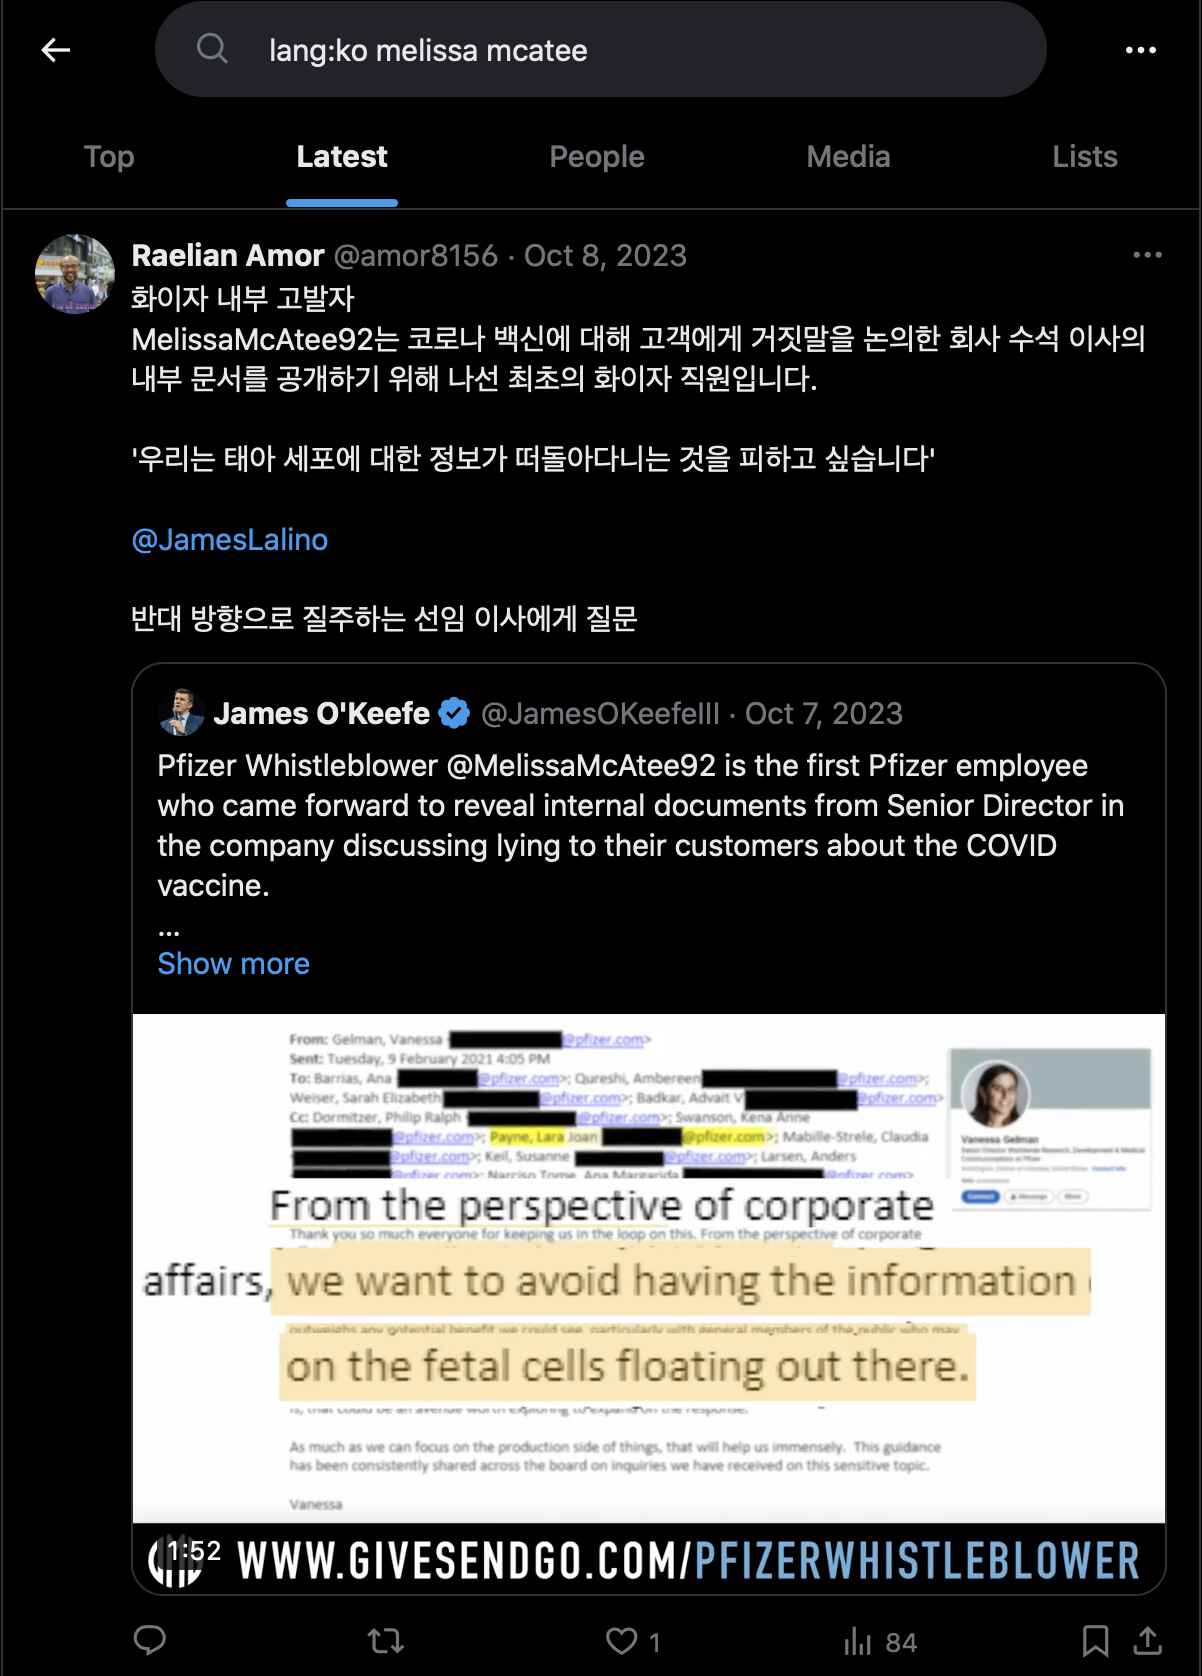 lang:ko melissa mcatee
Top Latest People Media Lists
Raelian Amor @amor8156 · Oct 8, 2023
화이자 내부 고발자
MelissaMcAtee92는 코로나 백신에 대해 고객에게 거짓말을 논의한 회사 수석 이사의
내부 문서를 공개하기 위해 나선 최초의 화이자 직원입니다.
'우리는 태아 세포에 대한 정보가 떠돌아다니는 것을 피하고 싶습니다'
@JamesLalino
반대 방향으로 질주하는 선임 이사에게 질문
James O'Keefe @JamesOKeefeIII · Oct 7, 2023
Pfizer Whistleblower @MelissaMcAtee92 is the first Pfizer employee
who came forward to reveal internal documents from Senior Director in
the company discussing lying to their customers about the COVID
vaccine.
...
Show more
From: Gelman, Vanessa @pfizer.com>
Sent: Tuesday, 9 February 2021 4:05 PM
To: Barrias, Ana @pfizer.com>; Qureshi, Ambereen @pfizer.com>;
Weiser, Sarah Elizabeth @pfizer.com>; Badkar, Advait V @pfizer.com>
Cc: Dormitzer, Philip Ralph @pfizer.com>; Swanson, Kena Anne
@pfizer.com>; Payne, Lara Joan @pfizer.com>; Mabille-Strele, Claudia
@pfizer.com>; Keil, Susanne @pfizer.com>; Larsen, Anders
@pfizer.com>; Narciso Tome, Ana Margarida @pfizer.com>
Vanessa Gelman
From the perspective of corporate
Thank you so much everyone for keeping us in the loop on this. From the perspective of corporate
affairs, we want to avoid having the information
outweighs any potential benefit we could see, particularly with general members of the public who may
on the fetal cells floating out there.
is, that could be an avenue worth exploring to expand on the response.
As much as we can focus on the production side of things, that will help us immensely. This guidance
has been consistently shared across the board on inquiries we have received on this sensitive topic.
Vanessa
1:52 WWW.GIVESENDGO.COM/PFIZERWHISTLEBLOWER
1 84